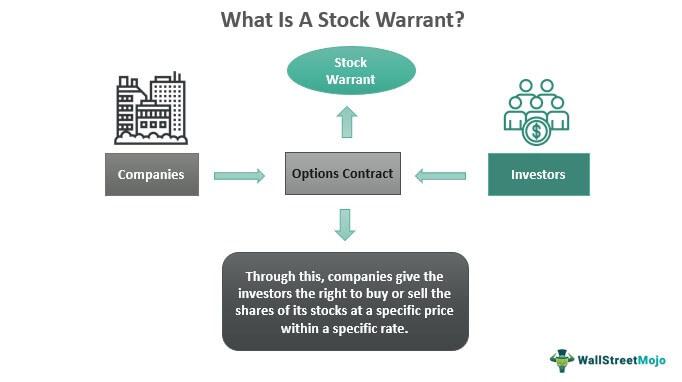 What Is A Stock Warrant?
Stock
Warrant
Companies
Options Contract
Investors
$
Through this, companies give the
investors the right to buy or sell the
shares of its stocks at a specific price
within a specific rate.
WallStreetMojo